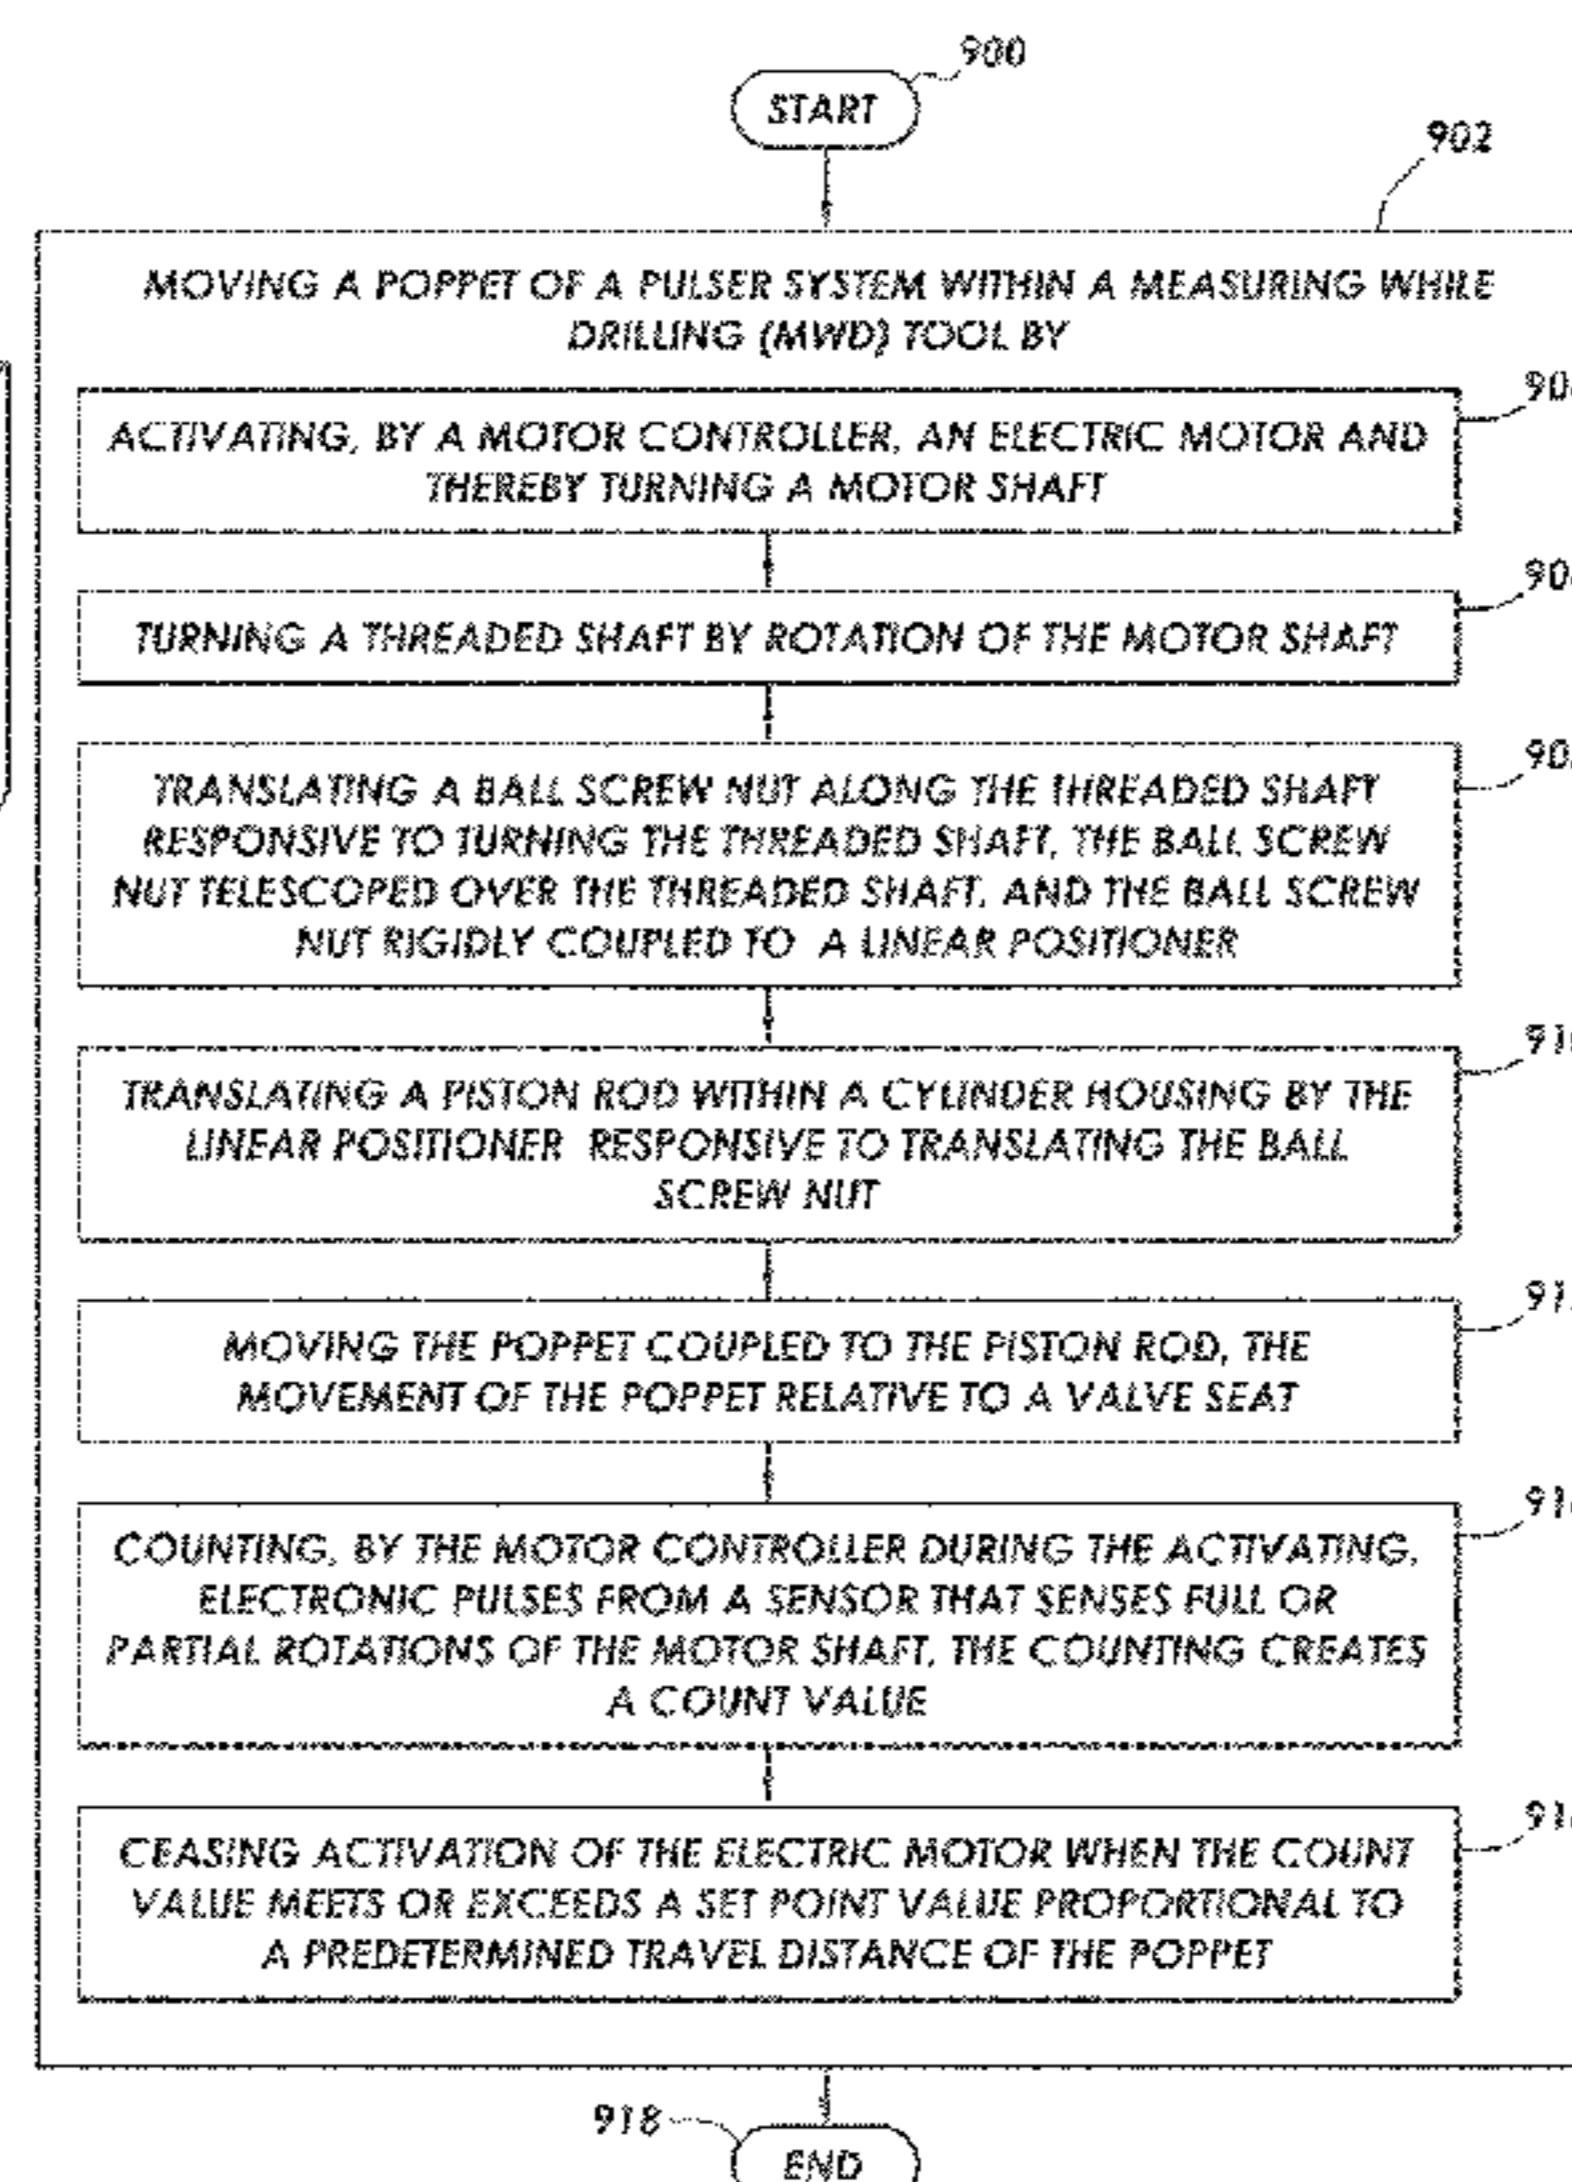 900
START
902
MOVING A POPPET OF A PULSER SYSTEM WITHIN A MEASURING WHILE
DRILLING (MWD) TOOL BY
ACTIVATING, BY A MOTOR CONTROLLER, AN ELECTRIC MOTOR AND
THEREBY TURNING A MOTOR SHAFT
TURNING A THREADED SHAFT BY ROTATION OF THE MOTOR SHAFT
TRANSLATING A BALL SCREW NUT ALONG THE THREADED SHAFT
RESPONSIVE TO TURNING THE THREADED SHAFT, THE BALL SCREW
NUT TELESCOPED OVER THE THREADED SHAFT, AND THE BALL SCREW
NUT RIGIDLY COUPLED TO A LINEAR POSITIONER
TRANSLATING A PISTON ROD WITHIN A CYLINDER HOUSING BY THE
LINEAR POSITIONER RESPONSIVE TO TRANSLATING THE BALL
SCREW NUT
MOVING THE POPPET COUPLED TO THE PISTON ROD, THE
MOVEMENT OF THE POPPET RELATIVE TO A VALVE SEAT
COUNTING, BY THE MOTOR CONTROLLER DURING THE ACTIVATING,
ELECTRONIC PULSES FROM A SENSOR THAT SENSES FULL OR
PARTIAL ROTATIONS OF THE MOTOR SHAFT, THE COUNTING CREATES
A COUNT VALUE
CEASING ACTIVATION OF THE ELECTRIC MOTOR WHEN THE COUNT
VALUE MEETS OR EXCEEDS A SET POINT VALUE PROPORTIONAL TO
A PREDETERMINED TRAVEL DISTANCE OF THE POPPET
918
END